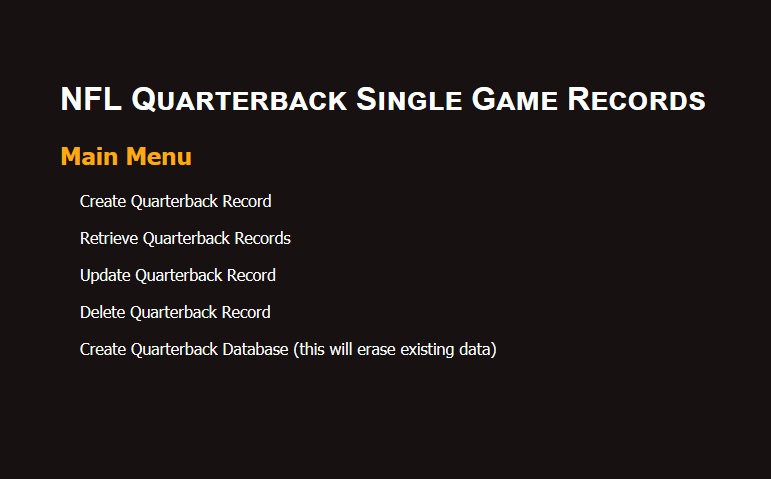 NFL Quarterback Single Game Records
Main Menu
Create Quarterback Record
Retrieve Quarterback Records
Update Quarterback Record
Delete Quarterback Record
Create Quarterback Database (this will erase existing data)